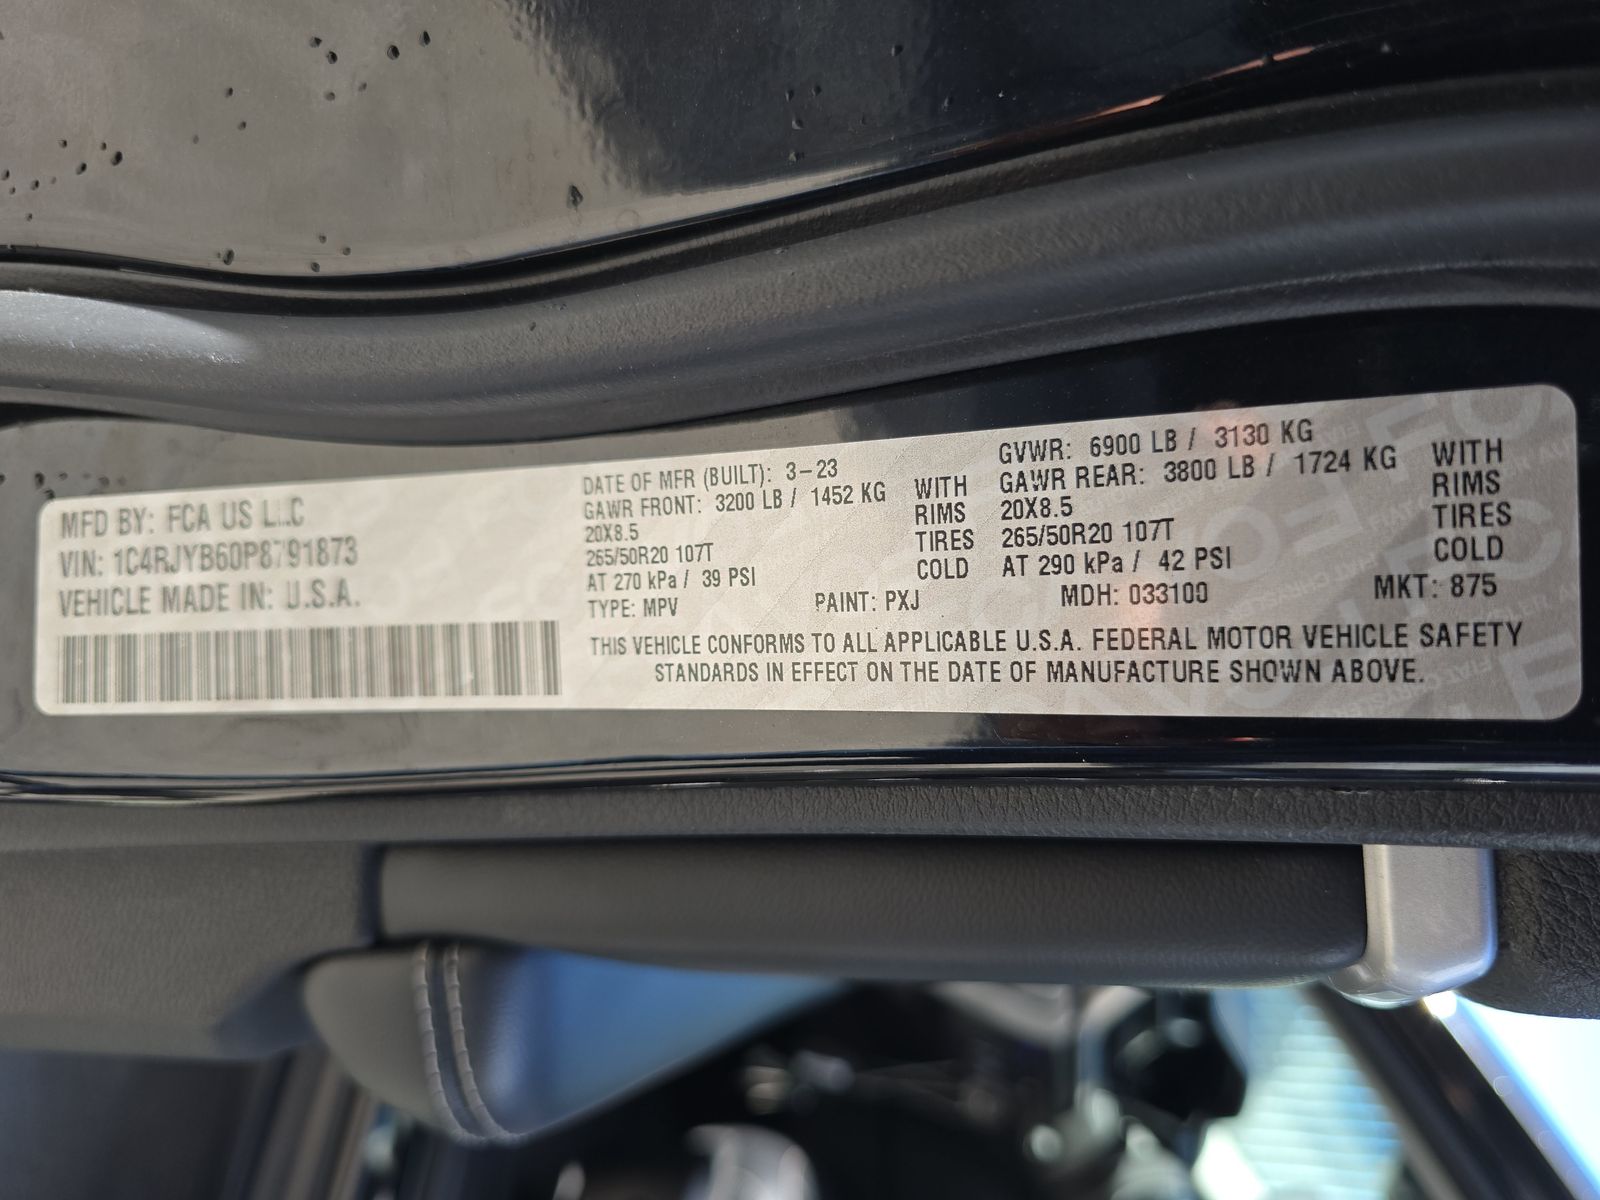 MFD BY: FCA US LLC
VIN: 1C4RJYB60P8791873
VEHICLE MADE IN: U.S.A.
DATE OF MFR (BUILT): 3-23
GAWR FRONT: 3200 LB / 1452 KG WITH
20X8.5 RIMS
265/50R20 107T TIRES
AT 270 kPa / 39 PSI COLD
GVWR: 6900 LB / 3130 KG
GAWR REAR: 3800 LB / 1724 KG WITH
20X8.5 RIMS
265/50R20 107T TIRES
AT 290 kPa / 42 PSI COLD
TYPE: MPV PAINT: PXJ MDH: 033100 MKT: 875
THIS VEHICLE CONFORMS TO ALL APPLICABLE U.S.A. FEDERAL MOTOR VEHICLE SAFETY
STANDARDS IN EFFECT ON THE DATE OF MANUFACTURE SHOWN ABOVE.